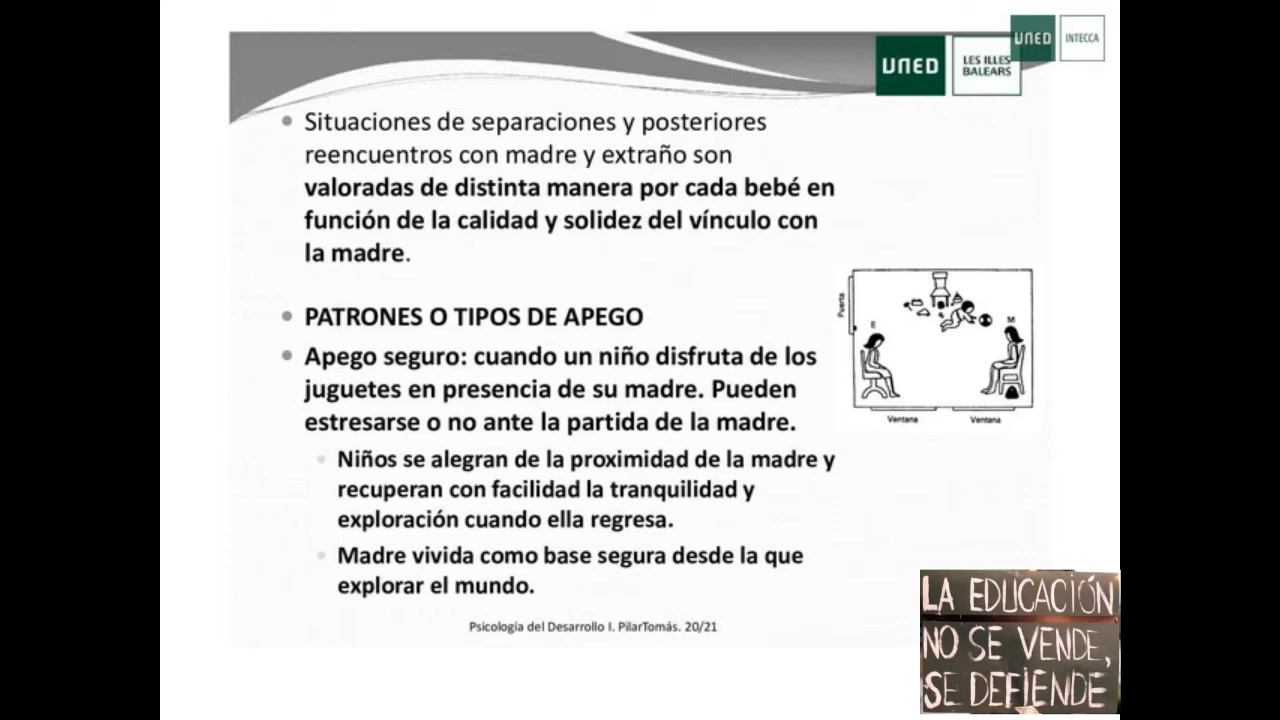 UNED
INTECCA
UNED
LES ILLES
BALEARS
Situaciones de separaciones y posteriores
reencuentros con madre y extraño son
valoradas de distinta manera por cada bebé en
función de la calidad y solidez del vínculo con
la madre.
PATRONES O TIPOS DE APEGO
Apego seguro: cuando un niño disfruta de los
juguetes en presencia de su madre. Pueden
estresarse o no ante la partida de la madre.
Niños se alegran de la proximidad de la madre y
recuperan con facilidad la tranquilidad y
exploración cuando ella regresa.
Madre vivida como base segura desde la que
explorar el mundo.
Puerta
E
M
Ventana
Ventana
Psicología del Desarrollo I. PilarTomás. 20/21
LA EDUCACIÓN
NO SE VENDE,
SE DEFIENDE